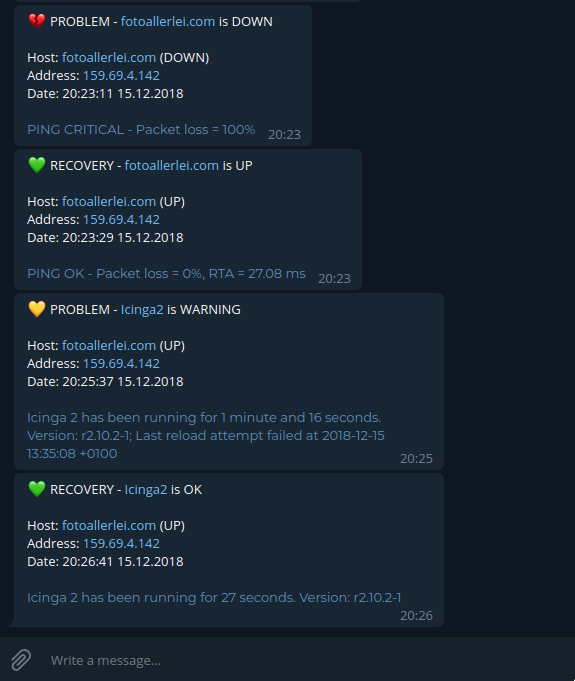 PROBLEM - fotoallerlei.com is DOWN
Host: fotoallerlei.com (DOWN)
Address: 159.69.4.142
Date: 20:23:11 15.12.2018
PING CRITICAL - Packet loss = 100%
20:23
RECOVERY - fotoallerlei.com is UP
Host: fotoallerlei.com (UP)
Address: 159.69.4.142
Date: 20:23:29 15.12.2018
PING OK - Packet loss = 0%, RTA = 27.08 ms
20:23
PROBLEM - Icinga2 is WARNING
Host: fotoallerlei.com (UP)
Address: 159.69.4.142
Date: 20:25:37 15.12.2018
Icinga 2 has been running for 1 minute and 16 seconds.
Version: r2.10.2-1; Last reload attempt failed at 2018-12-15
13:35:08 +0100
20:25
RECOVERY - Icinga2 is OK
Host: fotoallerlei.com (UP)
Address: 159.69.4.142
Date: 20:26:41 15.12.2018
Icinga 2 has been running for 27 seconds. Version: r2.10.2-1
20:26
Write a message...